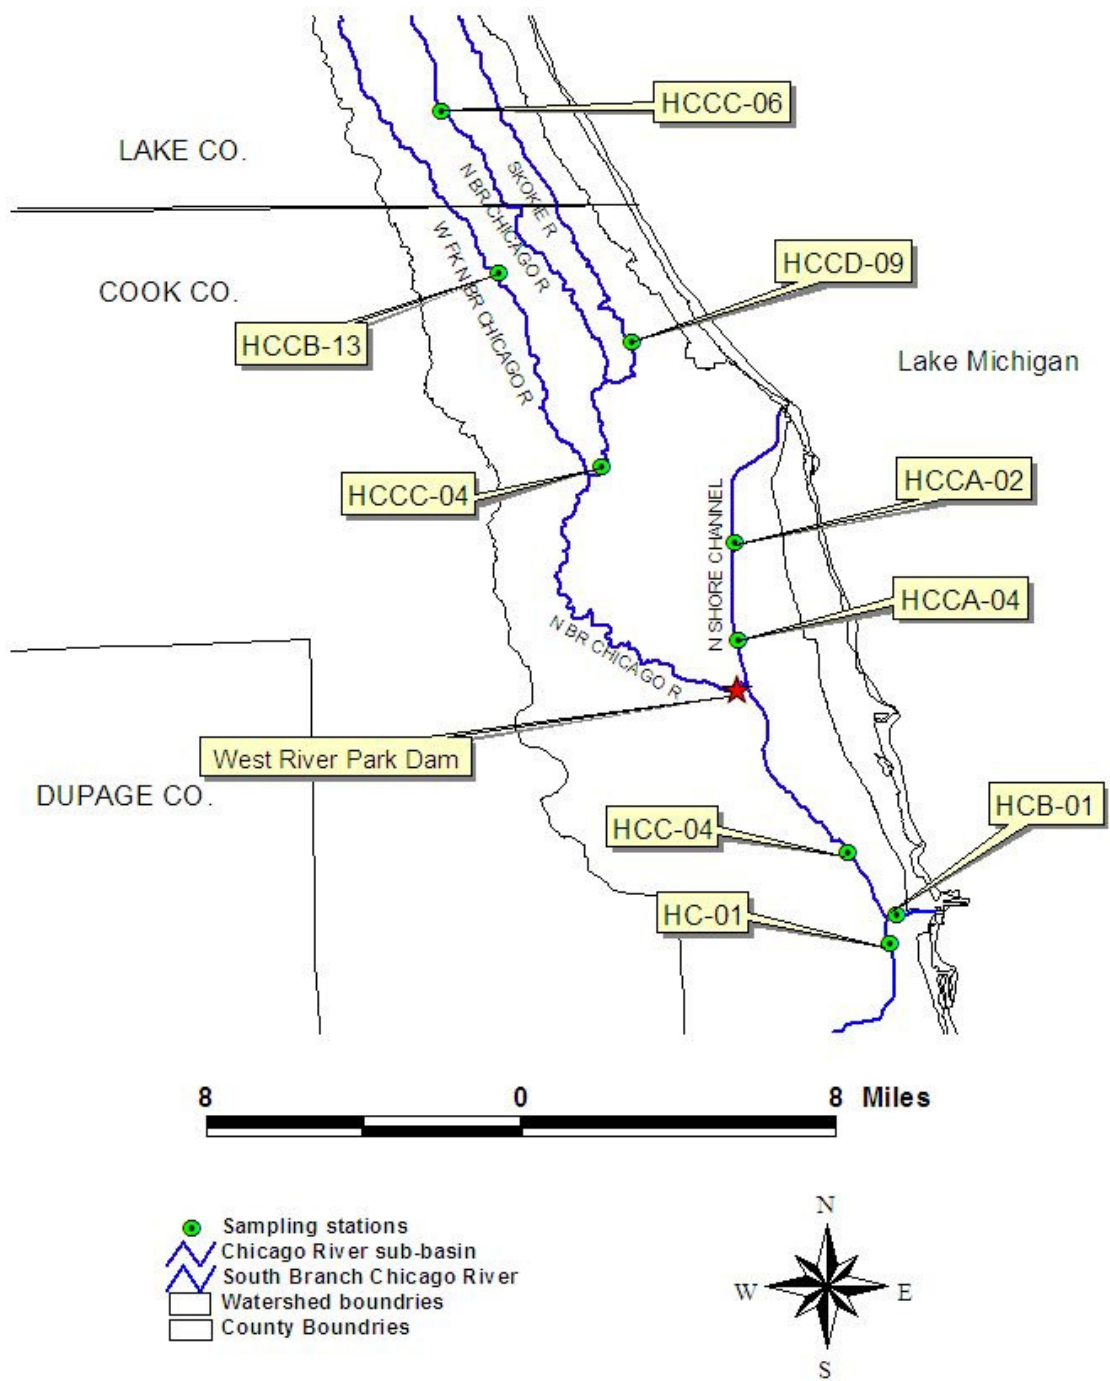 HCCC-06
LAKE CO.
SKOKIE R
N BR CHICAGO R
W FK N BR CHICAGO R
HCCD-09
COOK CO.
HCCB-13
Lake Michigan
HCCC-04
HCCA-02
N SHORE CHANNEL
HCCA-04
N BR CHICAGO R
West River Park Dam
DUPAGE CO.
HCB-01
HCC-04
HC-01
8 0 8 Miles
Sampling stations
Chicago River sub-basin
South Branch Chicago River
Watershed boundries
County Boundries
N
W E
S